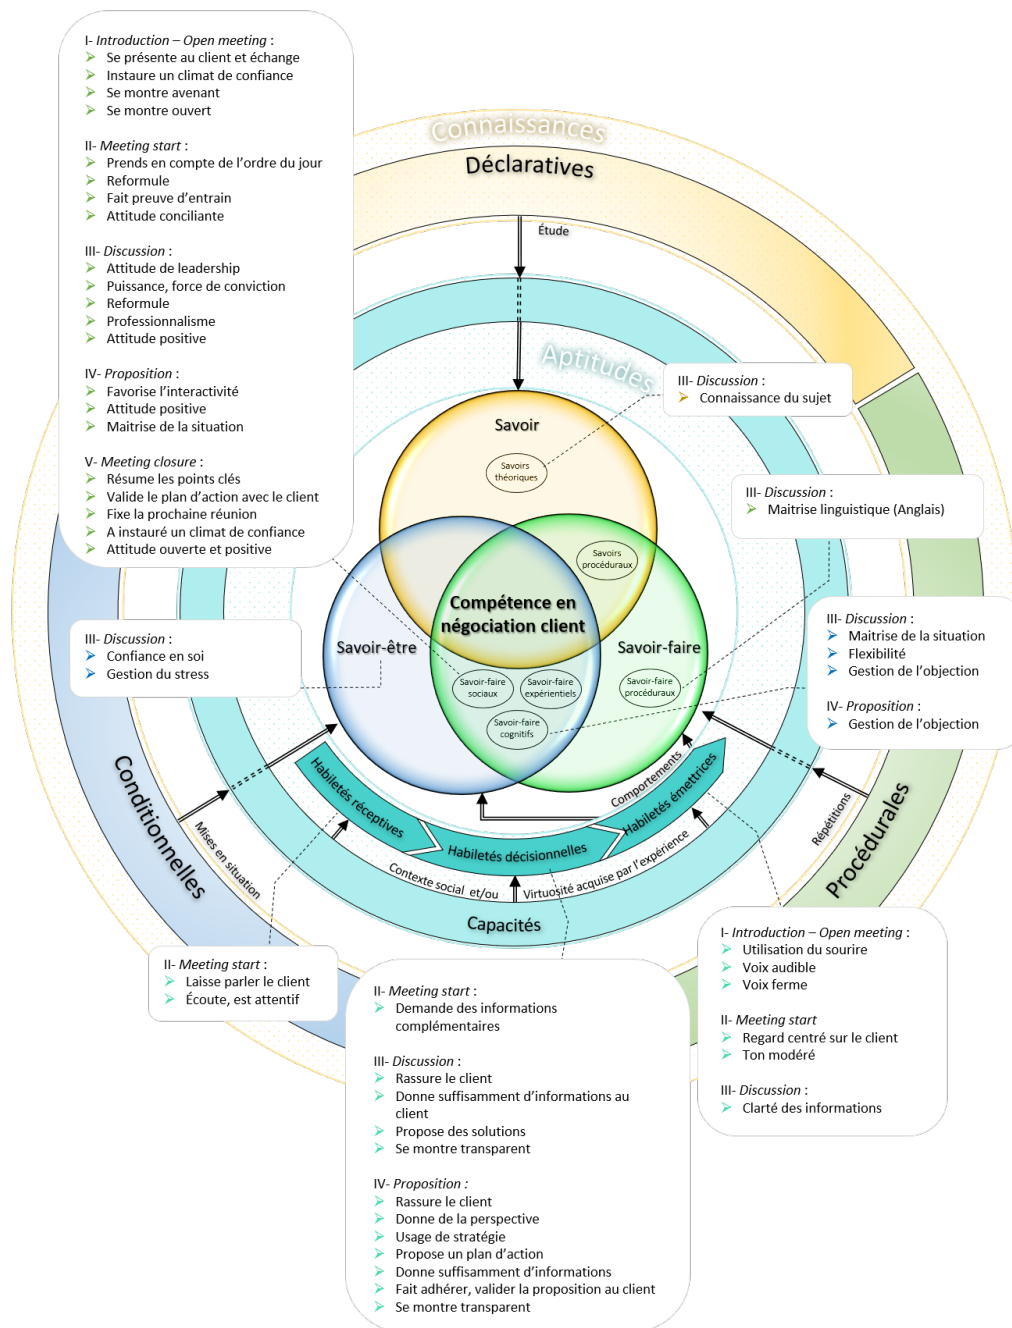 I- Introduction – Open meeting :
Se présente au client et échange
Instaure un climat de confiance
Se montre avenant
Se montre ouvert
II- Meeting start :
Prends en compte de l’ordre du jour
Reformule
Fait preuve d’entrain
Attitude conciliante
III- Discussion :
Attitude de leadership
Puissance, force de conviction
Reformule
Professionnalisme
Attitude positive
IV- Proposition :
Favorise l’interactivité
Attitude positive
Maitrise de la situation
V- Meeting closure :
Résume les points clés
Valide le plan d’action avec le client
Fixe la prochaine réunion
A instauré un climat de confiance
Attitude ouverte et positive
Connaissances
Déclaratives
Étude
Aptitudes
III- Discussion :
Connaissance du sujet
Savoir
Savoirs
théoriques
III- Discussion :
Maitrise linguistique (Anglais)
Savoirs
procéduraux
Compétence en
négociation client
Savoir-être
Savoir-faire
III- Discussion :
Confiance en soi
Gestion du stress
III- Discussion :
Maitrise de la situation
Flexibilité
Gestion de l’objection
IV- Proposition :
Gestion de l’objection
Savoir-faire
sociaux
Savoir-faire
expérientiels
Savoir-faire
procéduraux
Savoir-faire
cognitifs
Conditionnelles
Mises en situation
Habiletés réceptives
Habiletés décisionnelles
Habiletés émettrices
Comportements
Contexte social et/ou
Virtuosité acquise par l’expérience
Répétitions
Procédurales
Capacités
II- Meeting start :
Laisse parler le client
Écoute, est attentif
II- Meeting start :
Demande des informations
complémentaires
III- Discussion :
Rassure le client
Donne suffisamment d’informations au
client
Propose des solutions
Se montre transparent
IV- Proposition :
Rassure le client
Donne de la perspective
Usage de stratégie
Propose un plan d’action
Donne suffisamment d’informations
Fait adhérer, valider la proposition au client
Se montre transparent
I- Introduction – Open meeting :
Utilisation du sourire
Voix audible
Voix ferme
II- Meeting start
Regard centré sur le client
Ton modéré
III- Discussion :
Clarté des informations